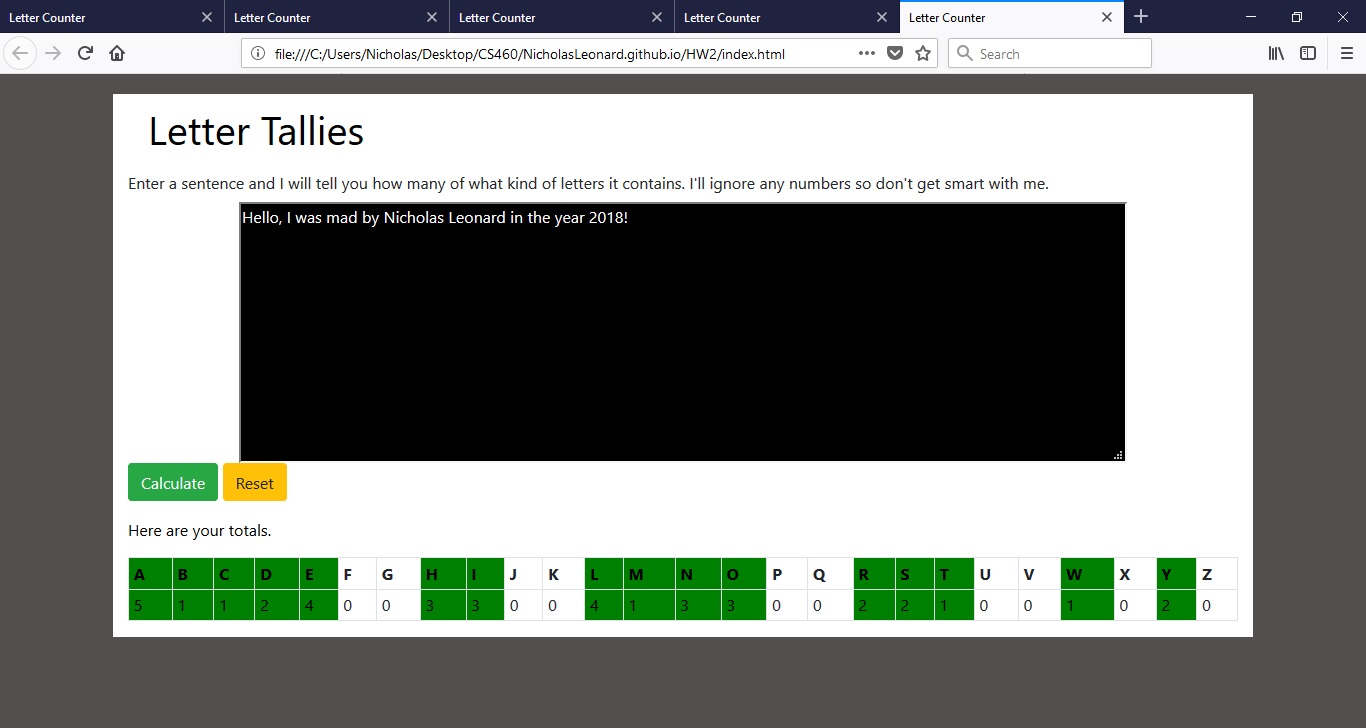 Letter Counter Letter Counter Letter Counter Letter Counter Letter Counter
file:///C:/Users/Nicholas/Desktop/CS460/NicholasLeonard.github.io/HW2/index.html Search
Letter Tallies
Enter a sentence and I will tell you how many of what kind of letters it contains. I'll ignore any numbers so don't get smart with me.
Hello, I was mad by Nicholas Leonard in the year 2018!
Calculate Reset
Here are your totals.
A B C D E F G H I J K L M N O P Q R S T U V W X Y Z
5 1 1 2 4 0 0 3 3 0 0 4 1 3 3 0 0 2 2 1 0 0 1 0 2 0